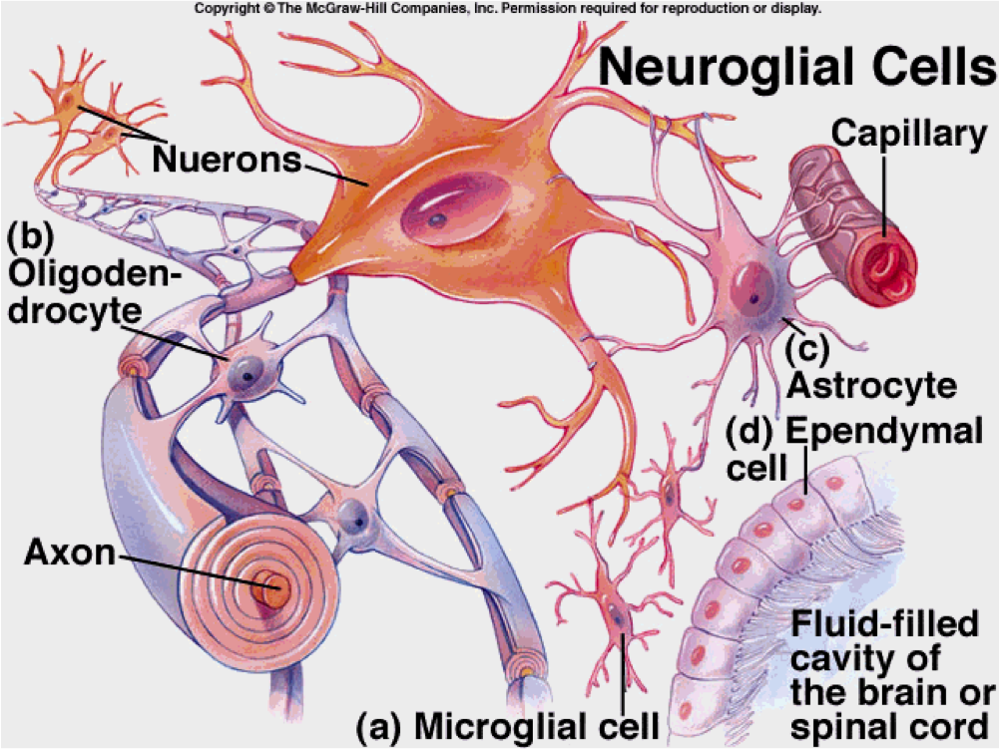 Copyright © The McGraw-Hill Companies, Inc. Permission required for reproduction or display.
Neuroglial Cells
Capillary
Nuerons
(b)
Oligoden-
drocyte
(c)
Astrocyte
(d) Ependymal
cell
Axon
Fluid-filled
cavity of
the brain or
spinal cord
(a) Microglial cell